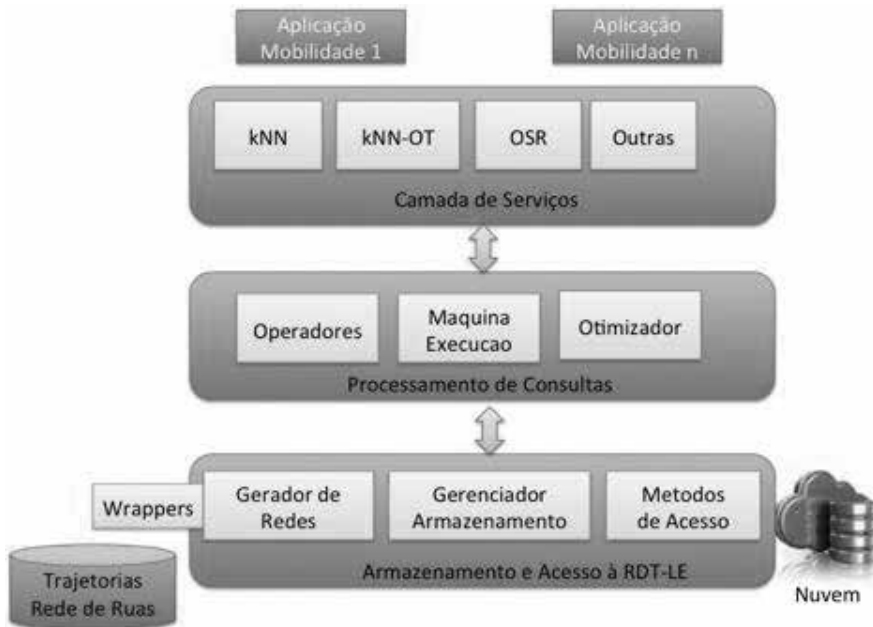 Aplicação
Mobilidade 1
Aplicação
Mobilidade n
kNN
kNN-OT
OSR
Outras
Camada de Serviços
Operadores
Maquina
Execucao
Otimizador
Processamento de Consultas
Wrappers
Gerador de
Redes
Gerenciador
Armazenamento
Metodos
de Acesso
Armazenamento e Acesso à RDT-LE
Trajetorias
Rede de Ruas
Nuvem